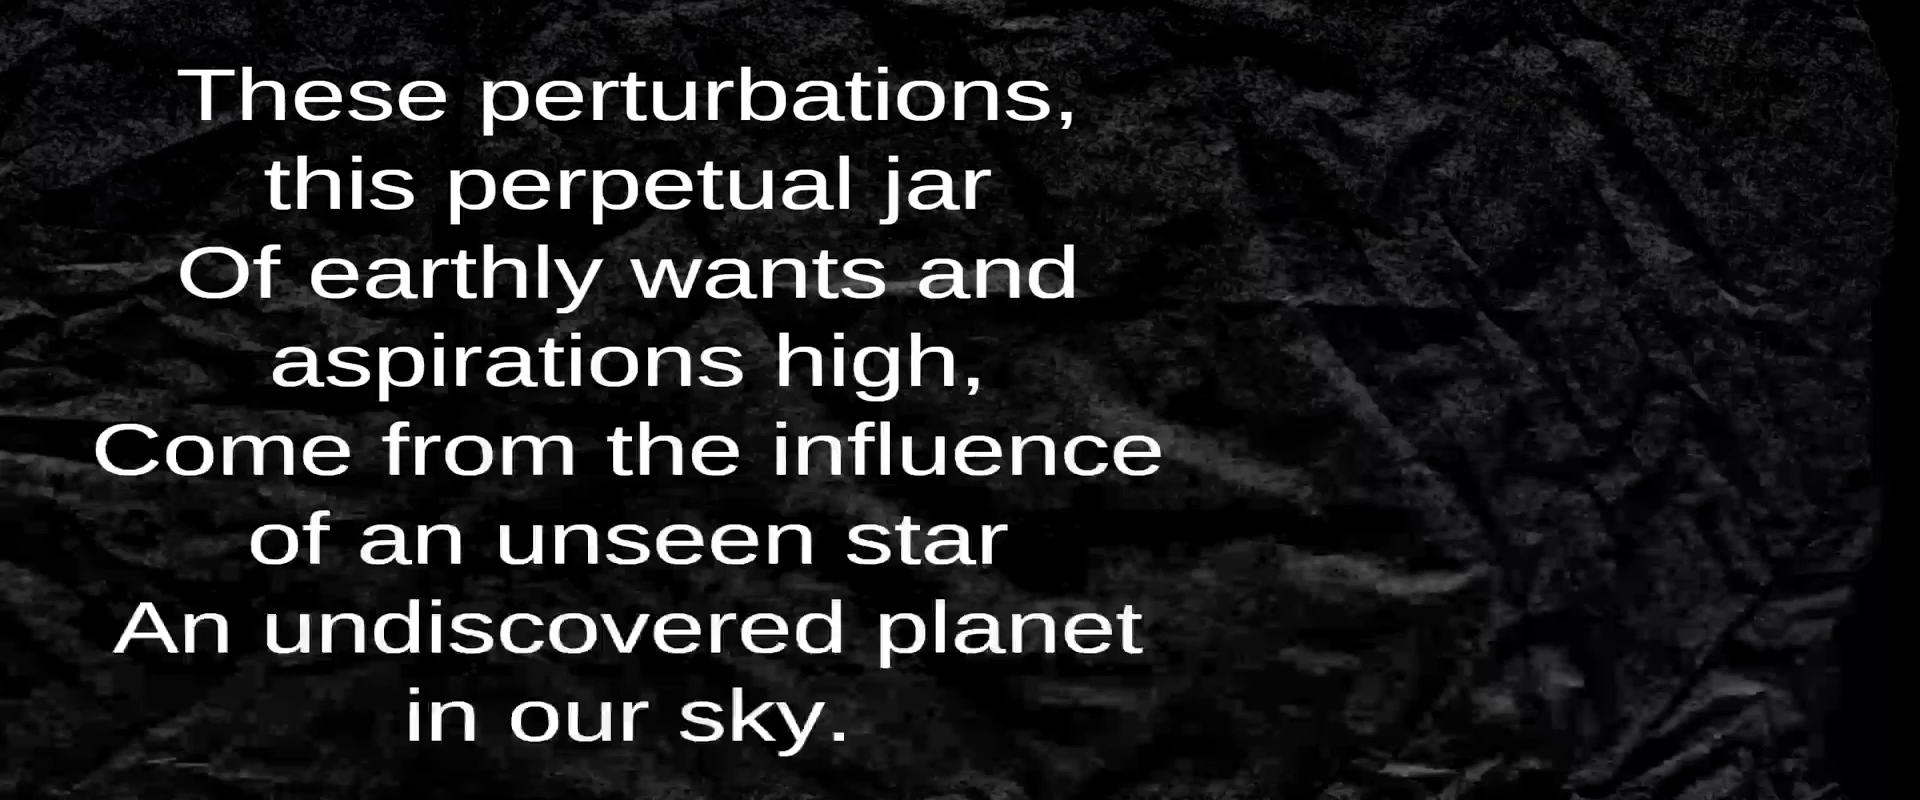 These perturbations,
this perpetual jar
Of earthly wants and
aspirations high,
Come from the influence
of an unseen star
An undiscovered planet
in our sky.